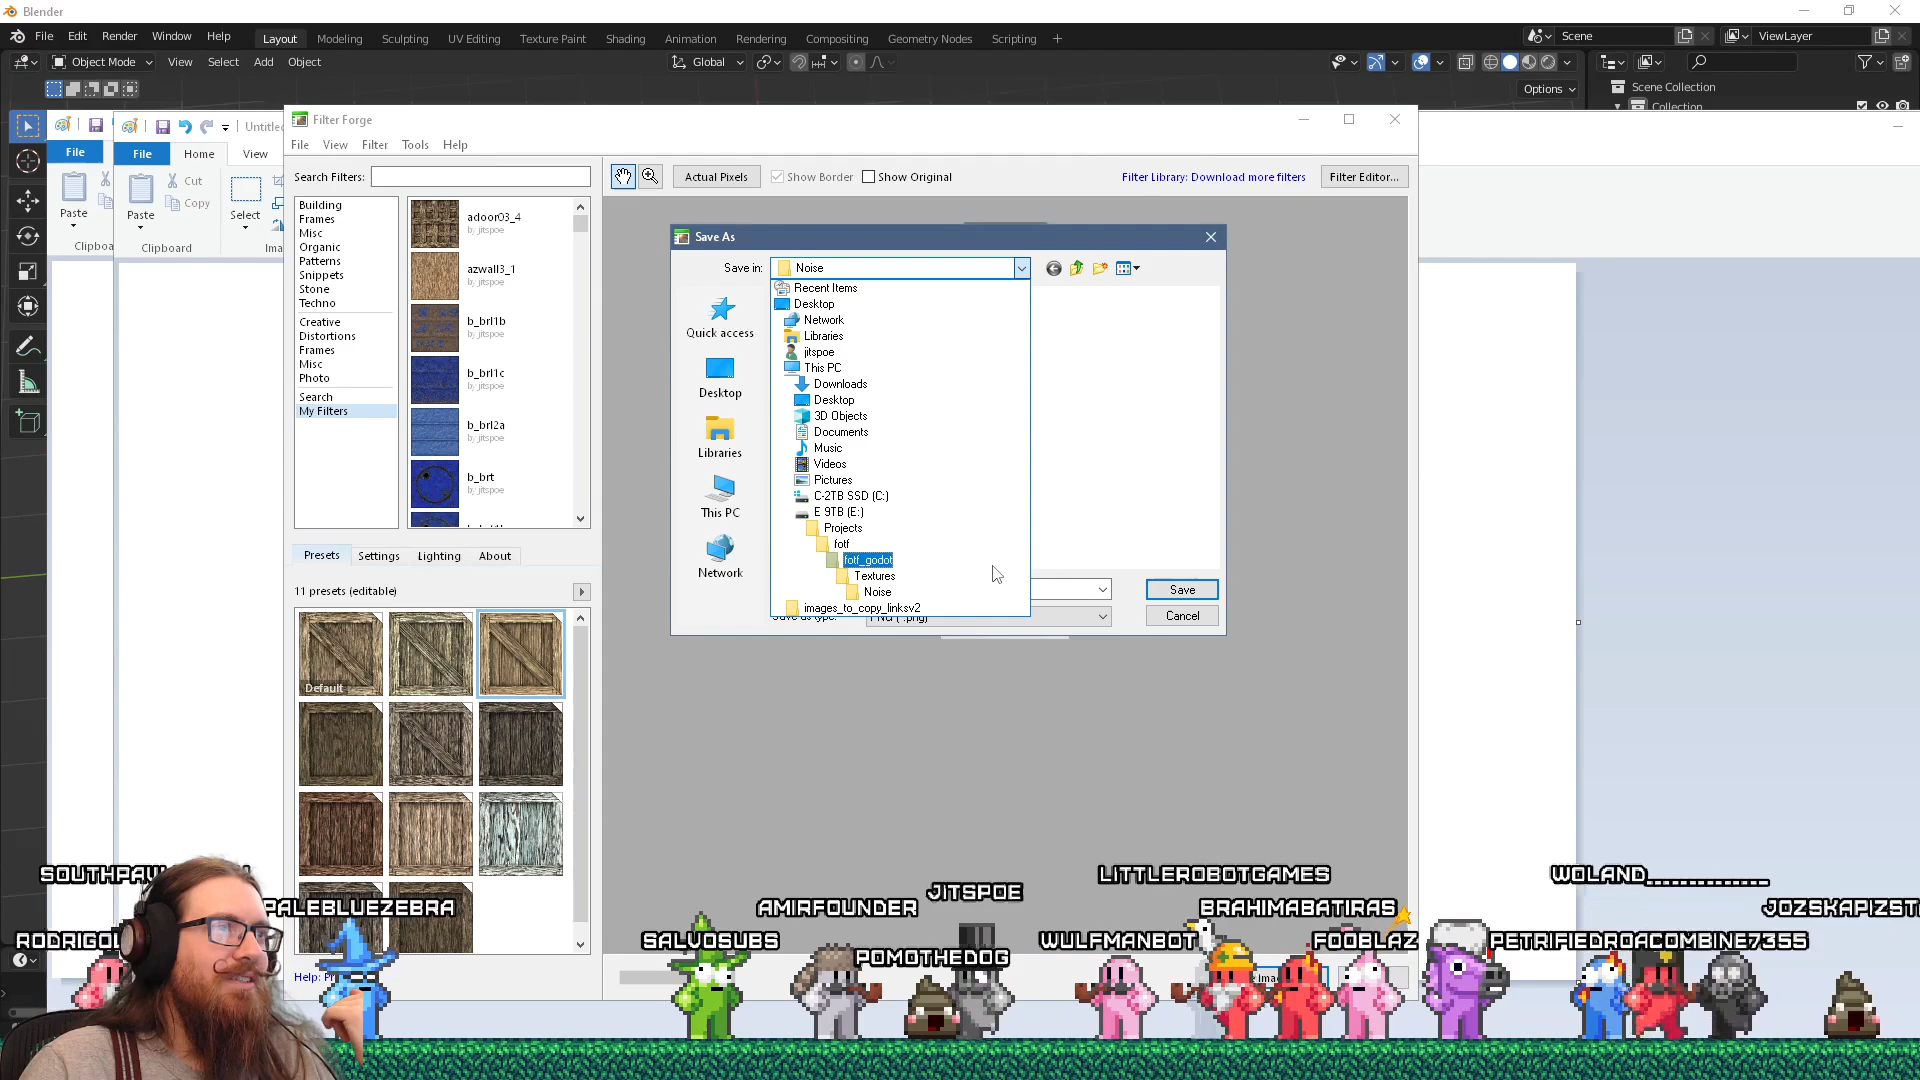 Blender
File Edit Render Window Help
Layout Modeling Sculpting UV Editing Texture Paint Shading Animation Rendering Compositing Geometry Nodes Scripting +
Scene
ViewLayer
Object Mode
View Select Add Object
Global
Options
Scene Collection
Collection
File
Paste
File Home View
Paste
Cut
Copy
Clipboard
Select
Filter Forge
File View Filter Tools Help
Search Filters:
Actual Pixels
Show Border
Show Original
Filter Library: Download more filters
Filter Editor...
Building
Frames
Misc
Organic
Patterns
Snippets
Stone
Techno
Creative
Distortions
Frames
Misc
Photo
Search
My Filters
adoor03_4
by jitspoe
azwall3_1
by jitspoe
b_brl1b
by jitspoe
b_brl1c
by jitspoe
b_brl2a
by jitspoe
b_brt
by jitspoe
Presets Settings Lighting About
11 presets (editable)
Default
Save As
Save in:
Noise
Quick access
Desktop
Libraries
This PC
Network
Recent Items
Desktop
Network
Libraries
jitspoe
This PC
Downloads
Desktop
3D Objects
Documents
Music
Videos
Pictures
C-2TB SSD (C:)
E 9TB (E:)
Projects
fotf
fotf_godot
Textures
Noise
images_to_copy_linksv2
Save
Cancel
PALEBLUEZEBRA
SALVOSUBS
AMIRFOUNDER
JITSPOE
POMOTHEDOG
LITTLEROBOTGAMES
WULFMANBOT
BRAHIMABATIRAS
FOOBLAZ
WOLAND______________
PETRIFIEDROACOMBINE7355